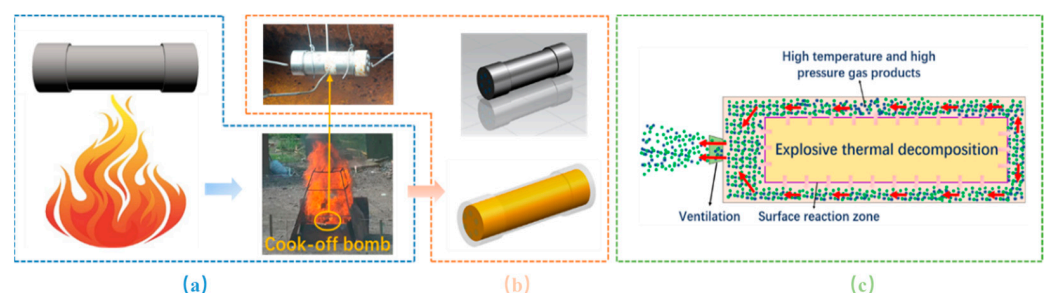 Cook-off bomb
High temperature and high
pressure gas products
Explosive thermal decomposition
Ventilation
Surface reaction zone
(a)
(b)
(c)